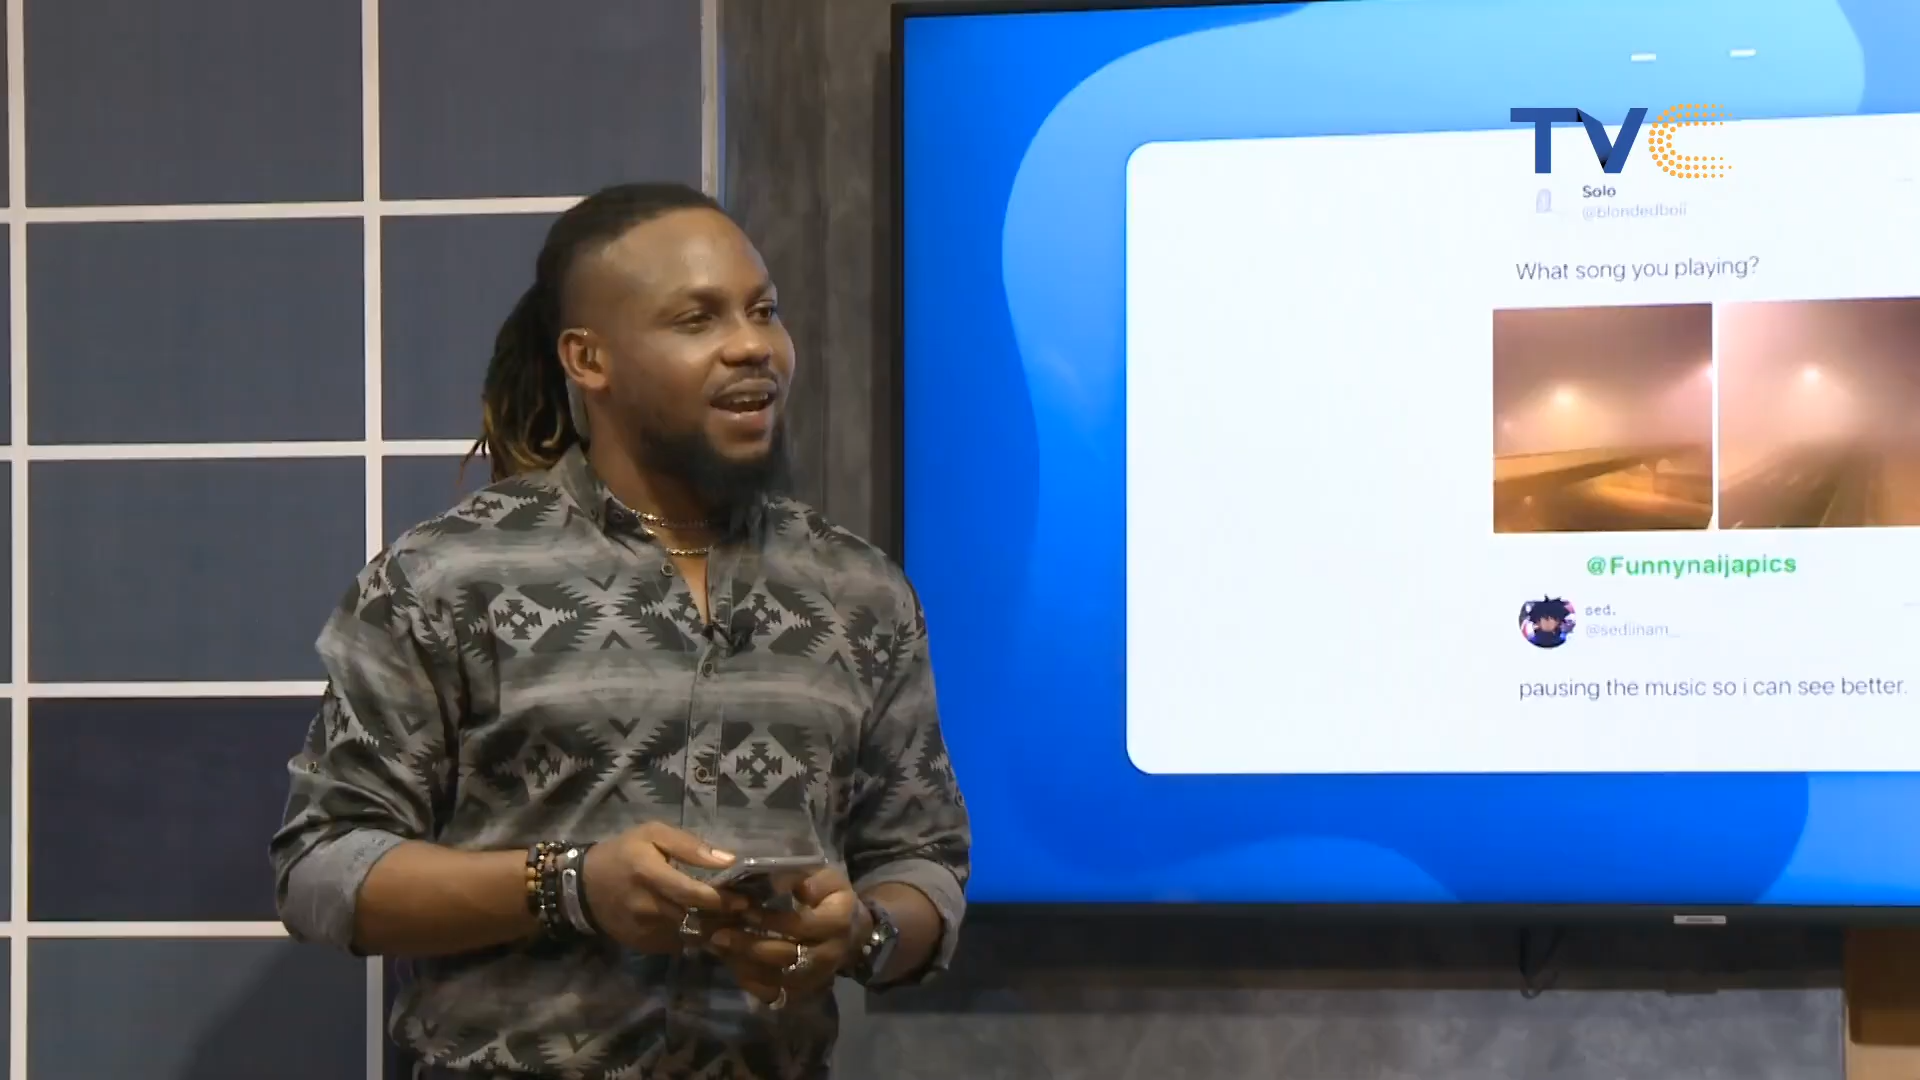 TVC
Solo
@blondedboii
What song you playing?
@Funnynaijapics
sed.
@sediinam_
pausing the music so i can see better.